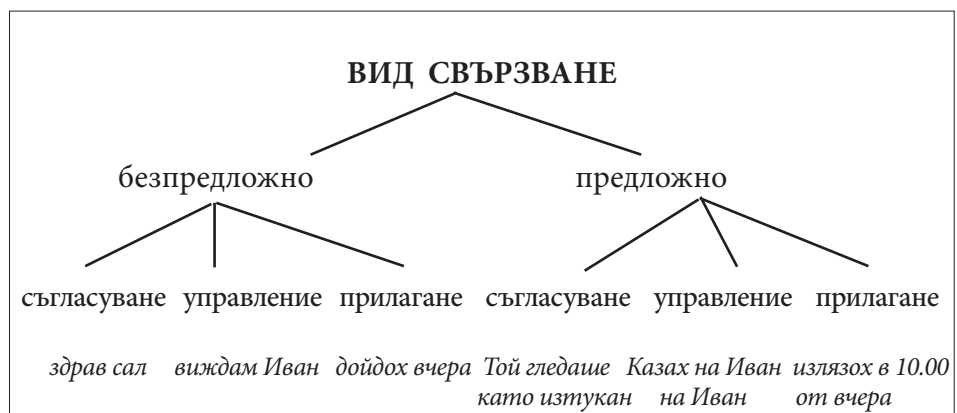 ВИД СВЪРЗВАНЕ
безпредложно предложно
съгласуване управление прилагане съгласуване управление прилагане
здрав сал виждам Иван дойдох вчера Той гледаше Казах на Иван излязох в 10.00
като изтукан на Иван от вчера